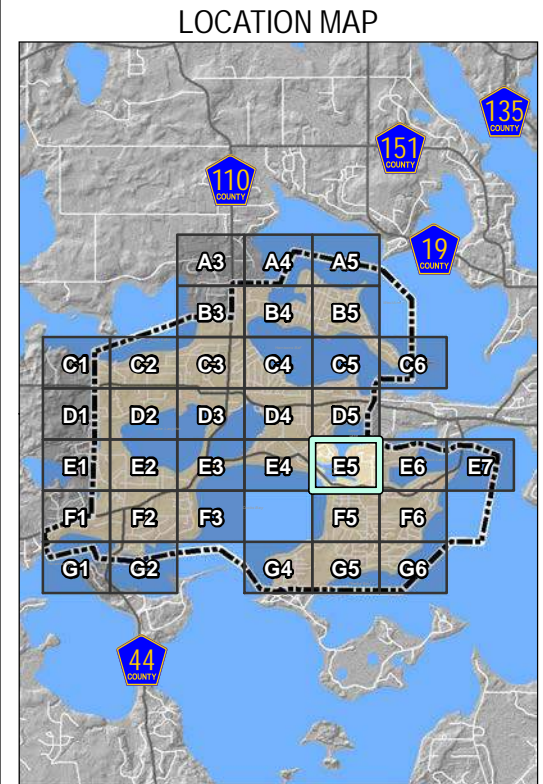 LOCATION MAP
135
COUNTY
151
COUNTY
110
COUNTY
19
COUNTY
A3 A4 A5
B3 B4 B5
C1 C2 C3 C4 C5 C6
D1 D2 D3 D4 D5
E1 E2 E3 E4 E5 E6 E7
F1 F2 F3 F5 F6
G1 G2 G4 G5 G6
44
COUNTY